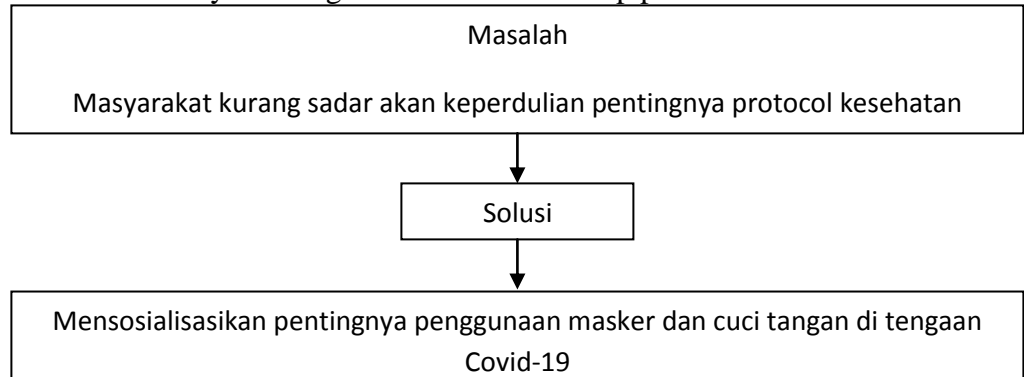 Masalah
Masyarakat kurang sadar akan keperdulian pentingnya protocol kesehatan
Solusi
Mensosialisasikan pentingnya penggunaan masker dan cuci tangan di tengaan
Covid-19